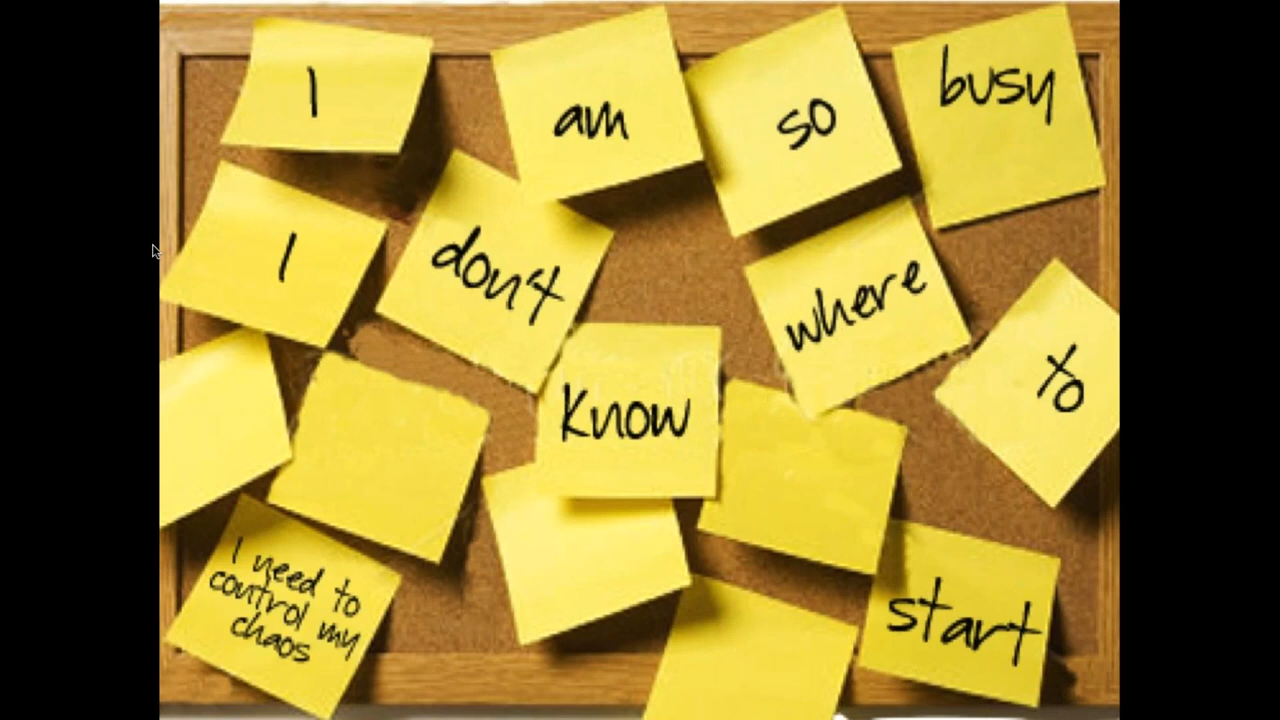 I am so busy
I don't know where to
start
I need to
control my
chaos